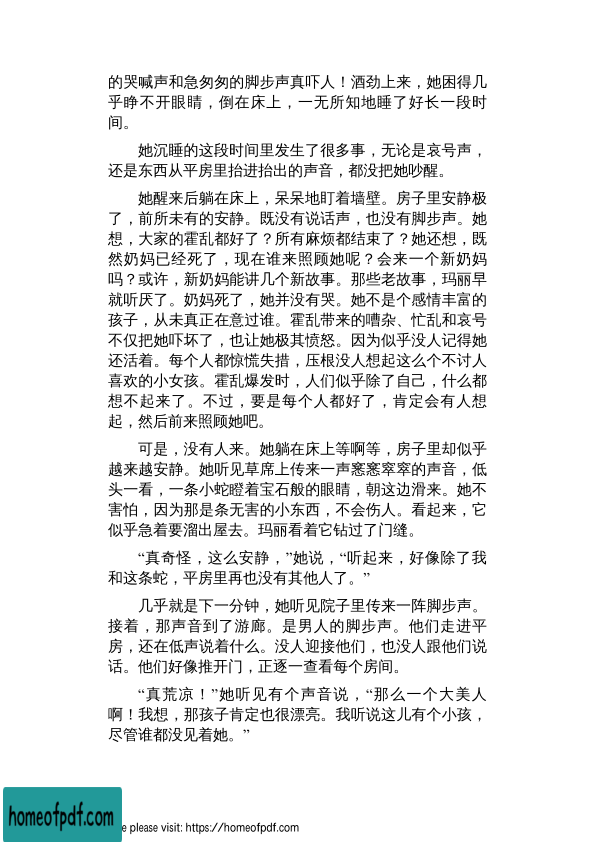 的哭喊声和急匆匆的脚步声真吓人！酒劲上来，她困得几
乎睁不开眼睛，倒在床上，一无所知地睡了好长一段时
间。
她沉睡的这段时间里发生了很多事，无论是哀号声，
还是东西从平房里抬进抬出的声音，都没把她吵醒。
她醒来后躺在床上，呆呆地盯着墙壁。房子里安静极
了，前所未有的安静。既没有说话声，也没有脚步声。她
想，大家的霍乱都好了？所有麻烦都结束了？她还想，既
然奶妈已经死了，现在谁来照顾她呢？会来一个新奶妈
吗？或许，新奶妈能讲几个新故事。那些老故事，玛丽早
就听厌了。奶妈死了，她并没有哭。她不是个感情丰富的
孩子，从未真正在意过谁。霍乱带来的嘈杂、忙乱和哀号
不仅把她吓坏了，也让她极其愤怒。因为似乎没人记得她
还活着。每个人都惊慌失措，压根没人想起这么个不讨人
喜欢的小女孩。霍乱爆发时，人们似乎除了自己，什么都
想不起来了。不过，要是每个人都好了，肯定会有人想
起，然后前来照顾她吧。
可是，没有人来。她躺在床上等啊等，房子里却似乎
越来越安静。她听见草席上传来一声窸窸窣窣的声音，低
头一看，一条小蛇瞪着宝石般的眼睛，朝这边滑来。她不
害怕，因为那是条无害的小东西，不会伤人。看起来，它
似乎急着要溜出屋去。玛丽看着它钻过了门缝。
“真奇怪，这么安静，”她说，“听起来，好像除了我
和这条蛇，平房里再也没有其他人了。”
几乎就是下一分钟，她听见院子里传来一阵脚步声。
接着，那声音到了游廊。是男人的脚步声。他们走进平
房，还在低声说着什么。没人迎接他们，也没人跟他们说
话。他们好像推开门，正逐一查看每个房间。
“真荒凉！”她听见有个声音说，“那么一个大美人
啊！我想，那孩子肯定也很漂亮。我听说这儿有个小孩，
尽管谁都没见着她。”
homeofpdf.com
e please visit: https://homeofpdf.com